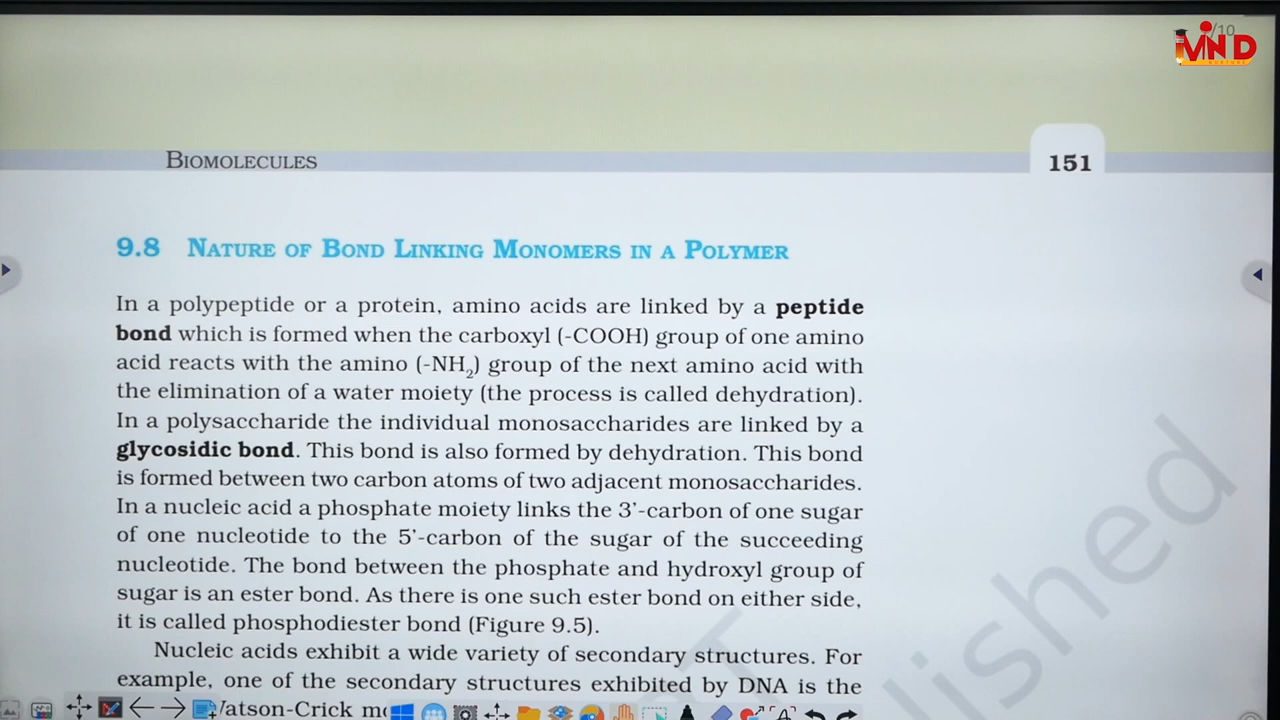 /10
MIND
BIOMOLECULES
151
9.8 NATURE OF BOND LINKING MONOMERS IN A POLYMER
In a polypeptide or a protein, amino acids are linked by a peptide
bond which is formed when the carboxyl (-COOH) group of one amino
acid reacts with the amino (-NH₂) group of the next amino acid with
the elimination of a water moiety (the process is called dehydration).
In a polysaccharide the individual monosaccharides are linked by a
glycosidic bond. This bond is also formed by dehydration. This bond
is formed between two carbon atoms of two adjacent monosaccharides.
In a nucleic acid a phosphate moiety links the 3’-carbon of one sugar
of one nucleotide to the 5’-carbon of the sugar of the succeeding
nucleotide. The bond between the phosphate and hydroxyl group of
sugar is an ester bond. As there is one such ester bond on either side,
it is called phosphodiester bond (Figure 9.5).
Nucleic acids exhibit a wide variety of secondary structures. For
example, one of the secondary structures exhibited by DNA is the
Watson-Crick
lished